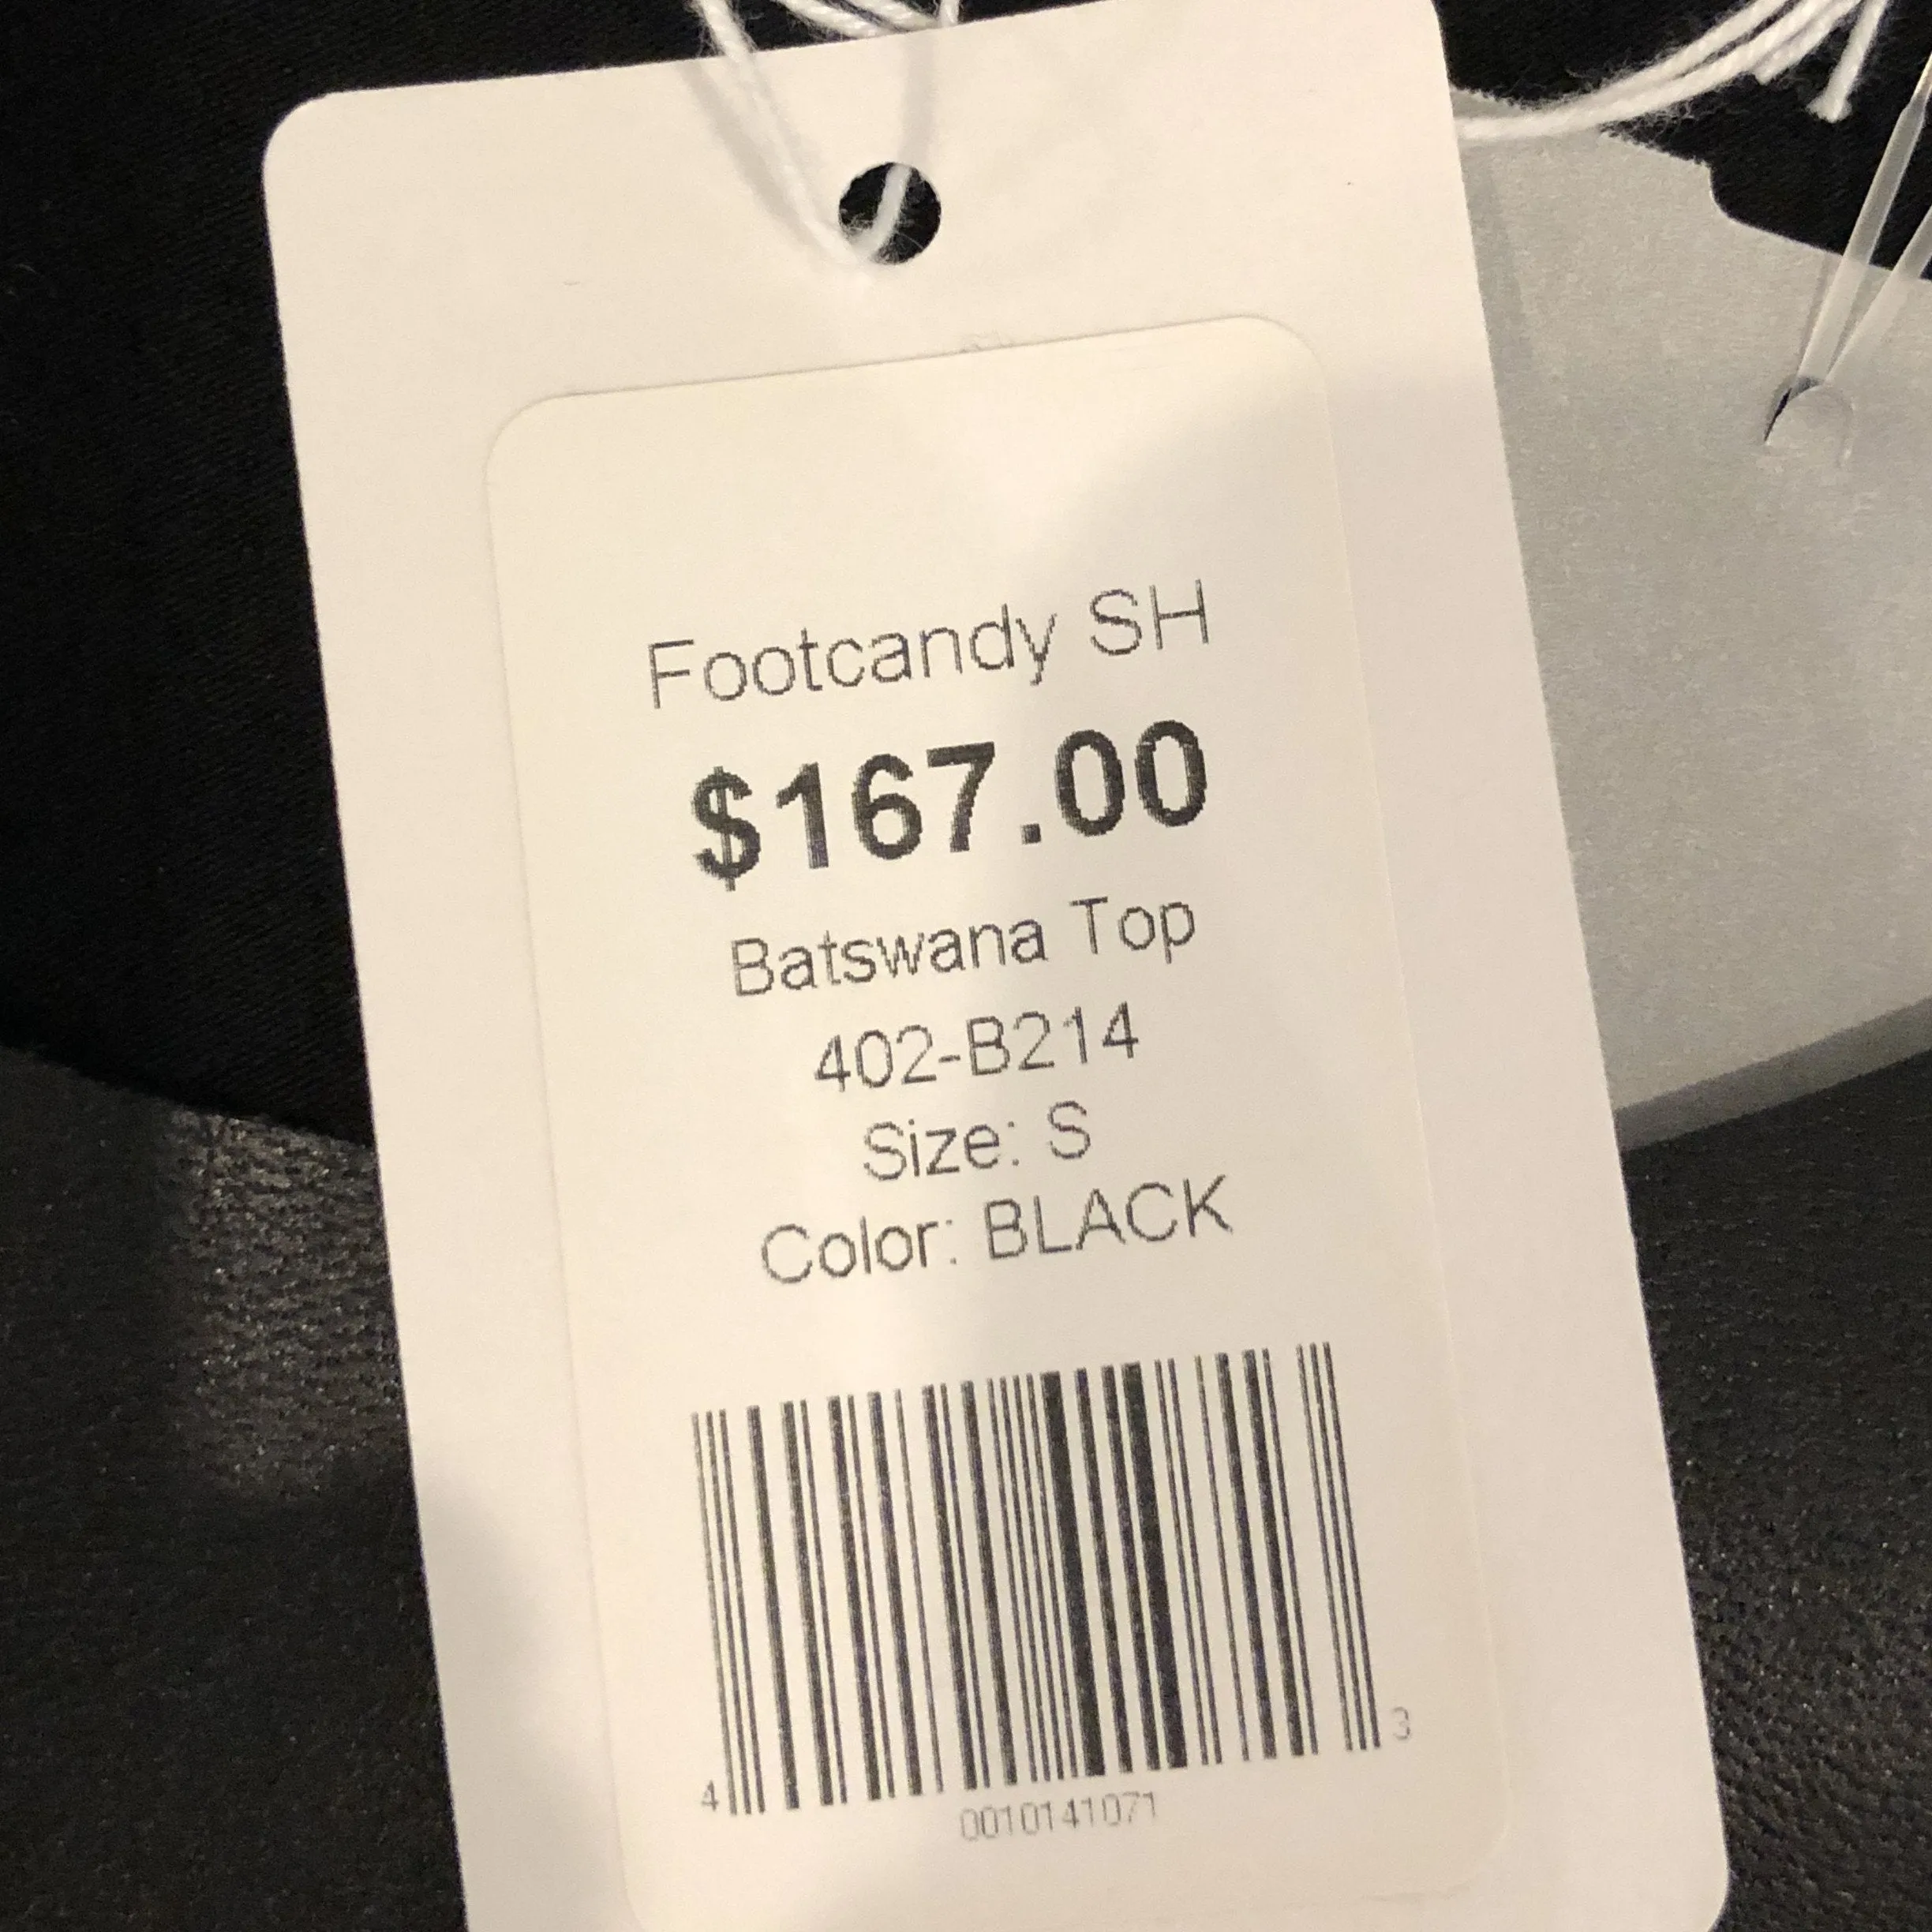 Footcandy SH
$167.00
Batswana Top
402-B214
Size: S
Color: BLACK
4 0010141071 3